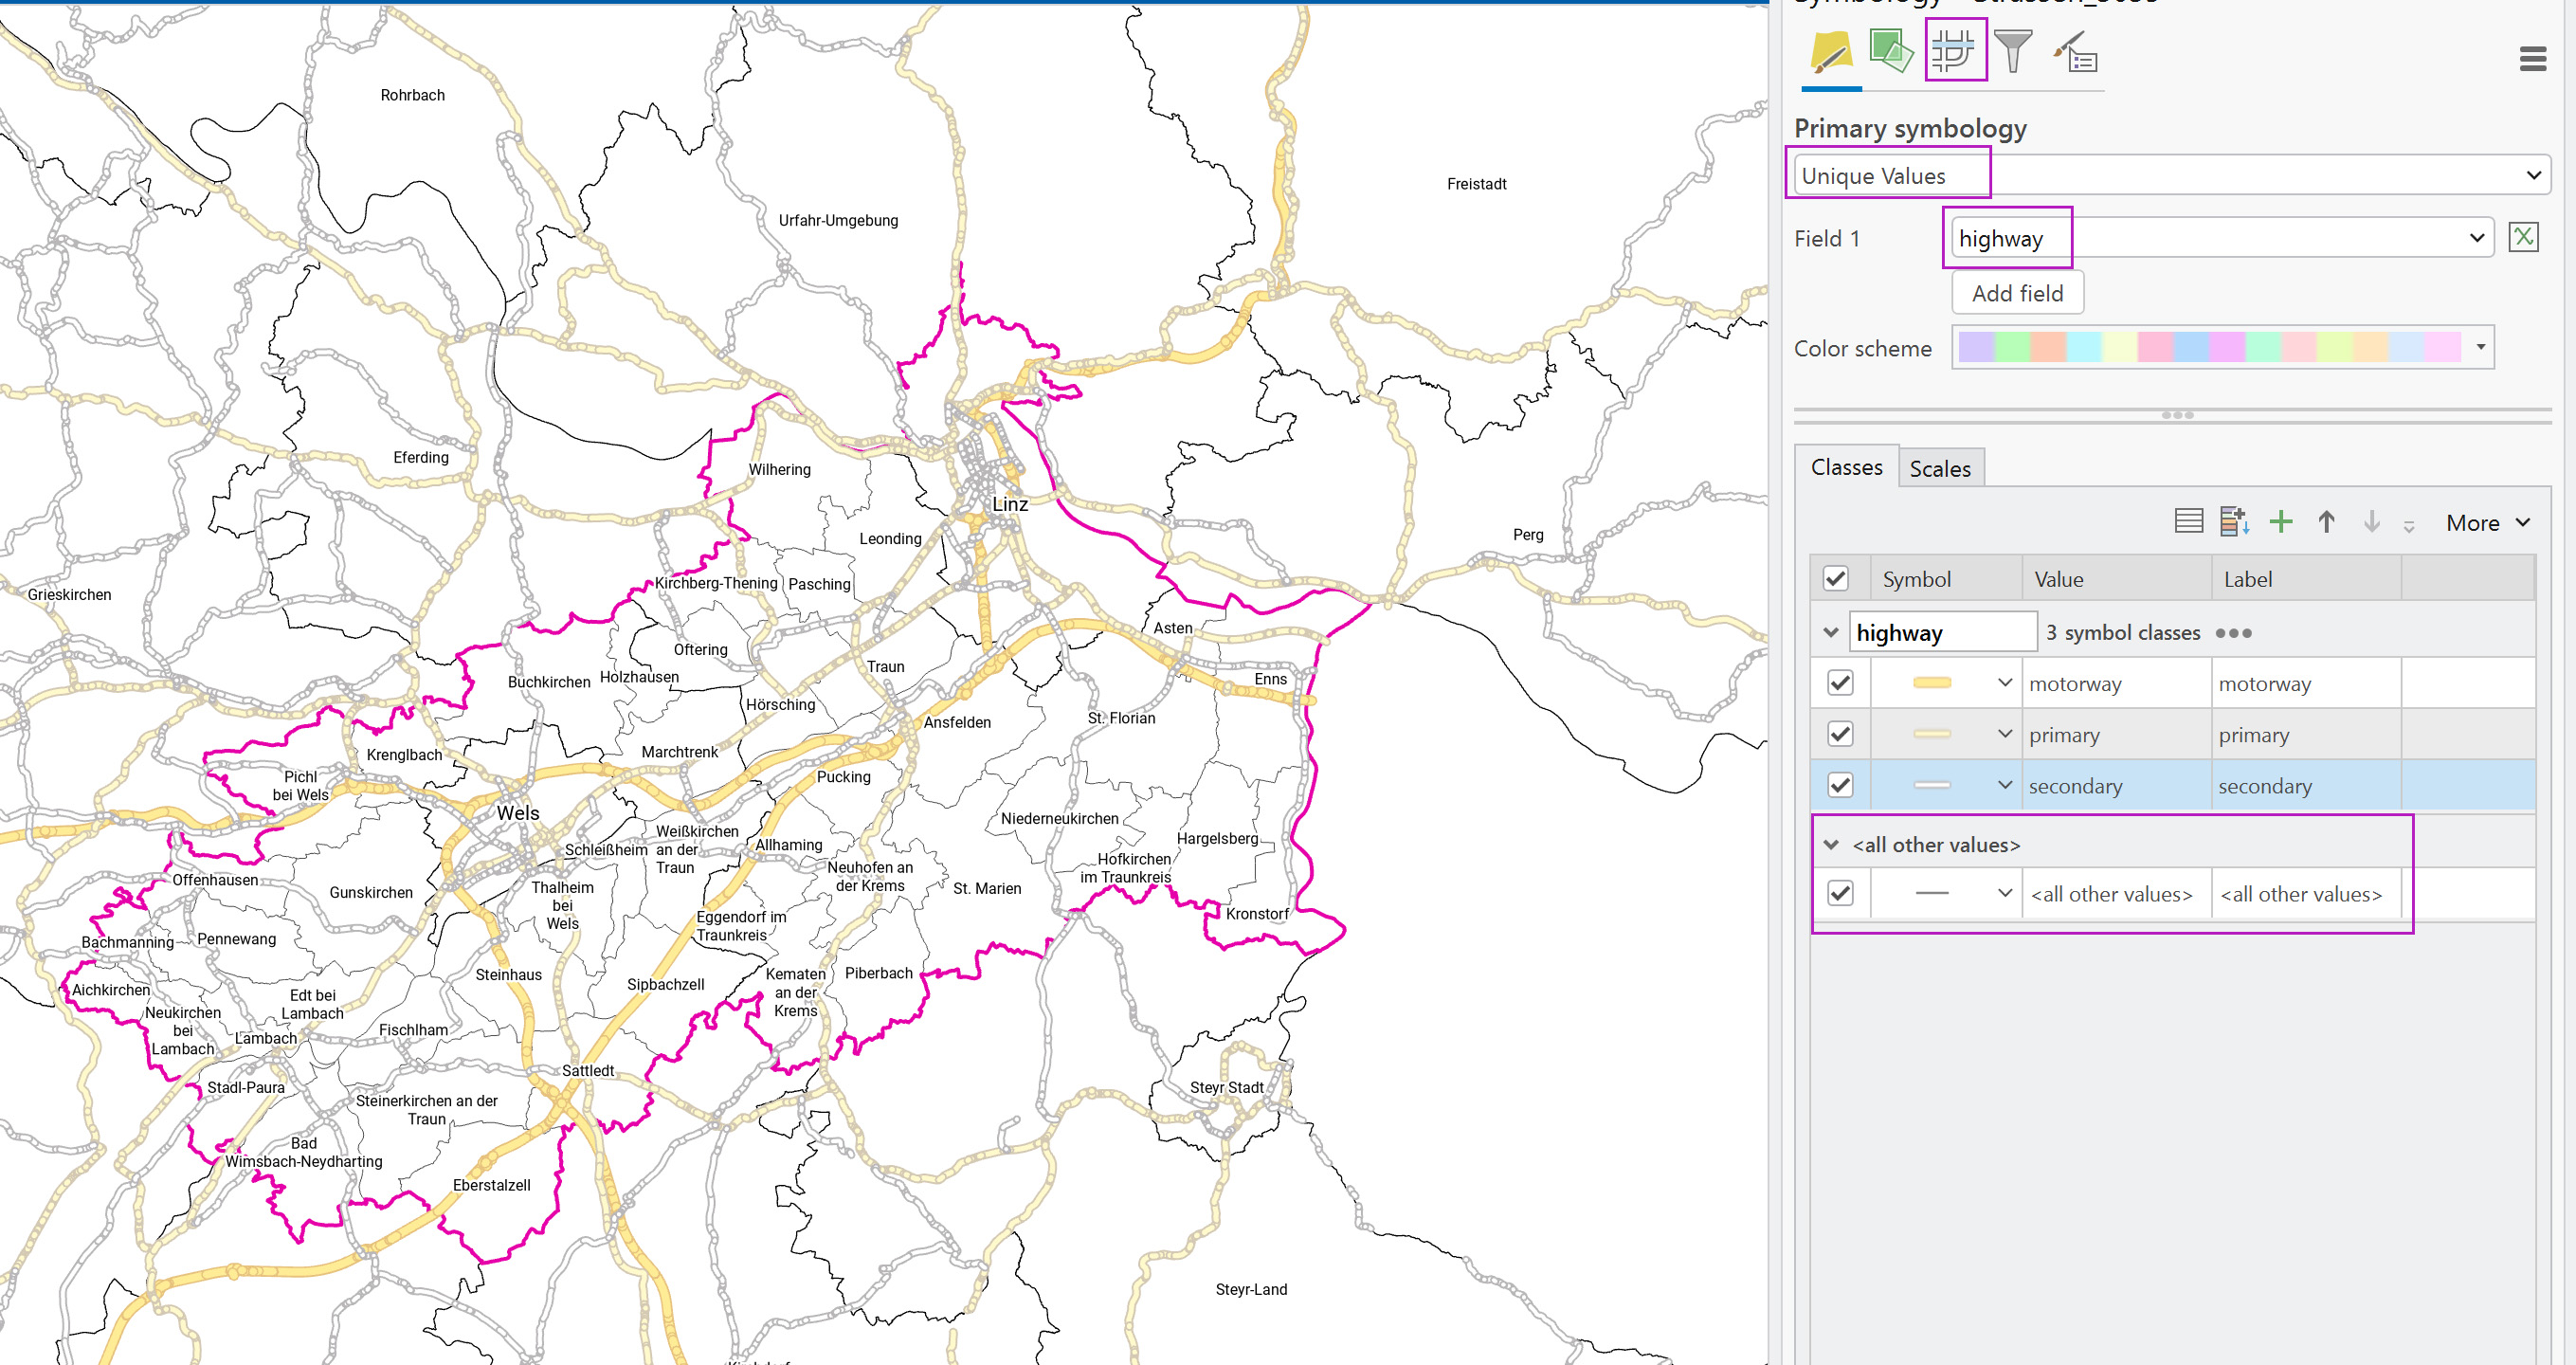 Rohrbach
Freistadt
Urfahr-Umgebung
Eferding
Wilhering
Linz
Leonding
Perg
Kirchberg-Thening
Pasching
Grieskirchen
Asten
Oftering
Traun
Buchkirchen
Holzhausen
Enns
Hörsching
St. Florian
Ansfelden
Krenglbach
Marchtrenk
Pichl
bei Wels
Pucking
Wels
Niederneukirchen
Weißkirchen
an der
Traun
Schleißheim
Allhaming
Hargelsberg
Hofkirchen
im Traunkreis
Neuhofen an
der Krems
Offenhausen
Gunskirchen
Thalheim
bei
Wels
St. Marien
Eggendorf im
Traunkreis
Kronstorf
Bachmanning
Pennewang
Steinhaus
Sipbachzell
Kematen
an der
Krems
Piberbach
Aichkirchen
Edt bei
Lambach
Neukirchen
bei
Lambach
Lambach
Fischlham
Sattledt
Stadl-Paura
Steyr Stadt
Steinerkirchen an der
Traun
Bad
Wimsbach-Neydharting
Eberstalzell
Steyr-Land
Primary symbology
Unique Values
Field 1
highway
Add field
Color scheme
Classes
Scales
More
Symbol
Value
Label
highway
3 symbol classes
motorway
motorway
primary
primary
secondary
secondary
<all other values>
<all other values>
<all other values>